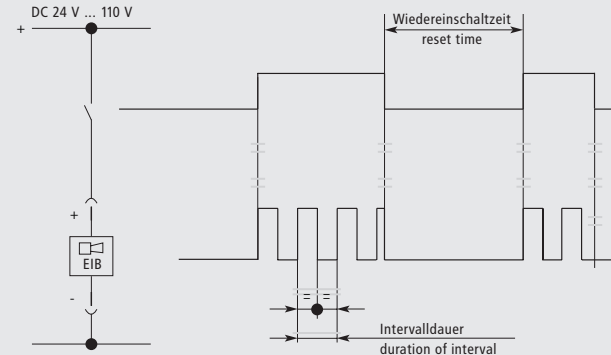 DC 24 V ... 110 V
+
Wiedereinschaltzeit
reset time
+
EIB
-
= =
Intervalldauer
duration of interval